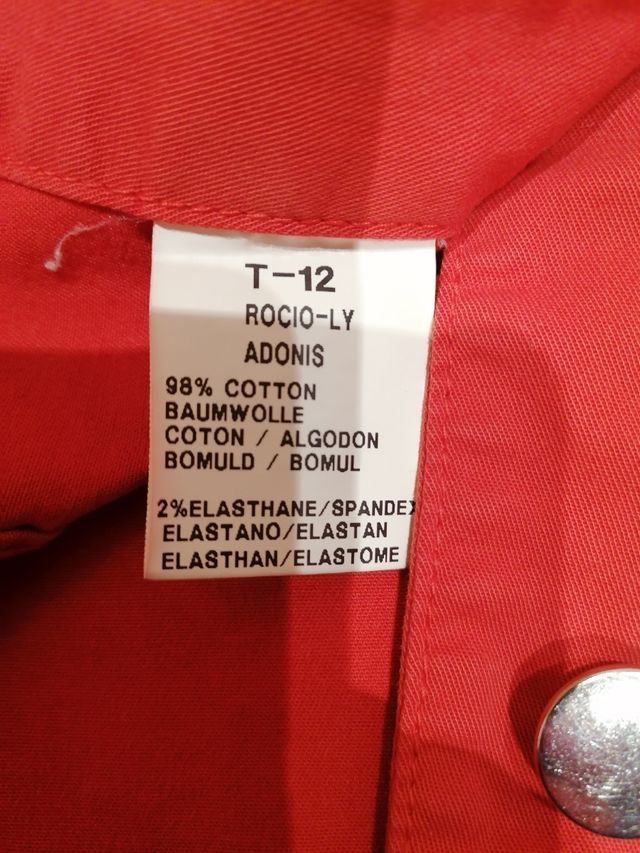 T-12
ROCIO-LY
ADONIS
98% COTTON
BAUMWOLLE
COTON / ALGODON
BOMULD / BOMUL
2%ELASTHANE/SPANDEX
ELASTANO/ELASTAN
ELASTHAN/ELASTOME